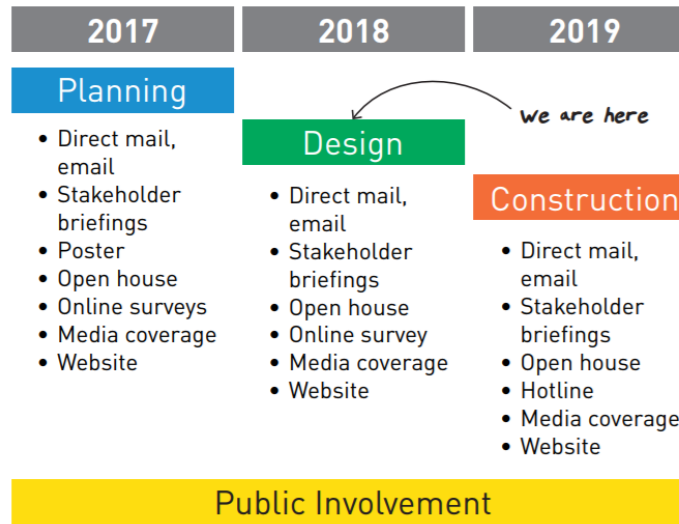 2017
2018
2019
Planning
• Direct mail,
email
• Stakeholder
briefings
• Poster
• Open house
• Online surveys
• Media coverage
• Website
we are here
Design
• Direct mail,
email
• Stakeholder
briefings
• Open house
• Online survey
• Media coverage
• Website
Construction
• Direct mail,
email
• Stakeholder
briefings
• Open house
• Hotline
• Media coverage
• Website
Public Involvement